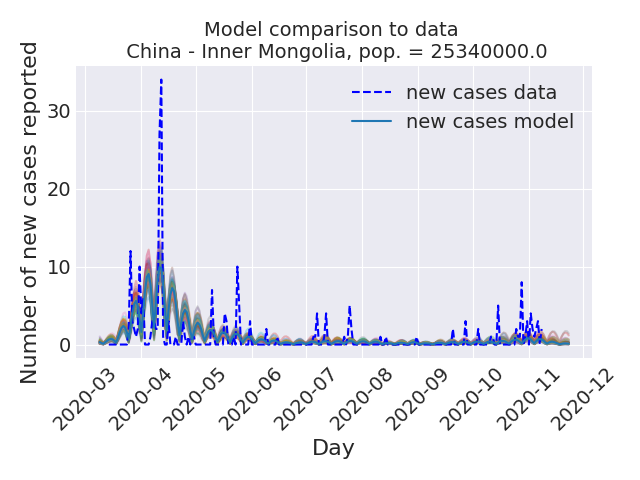 Model comparison to data
China - Inner Mongolia, pop. = 25340000.0
Number of new cases reported
30
20
10
0
new cases data
new cases model
2020-03
2020-04
2020-05
2020-06
2020-07
2020-08
2020-09
2020-10
2020-11
2020-12
Day